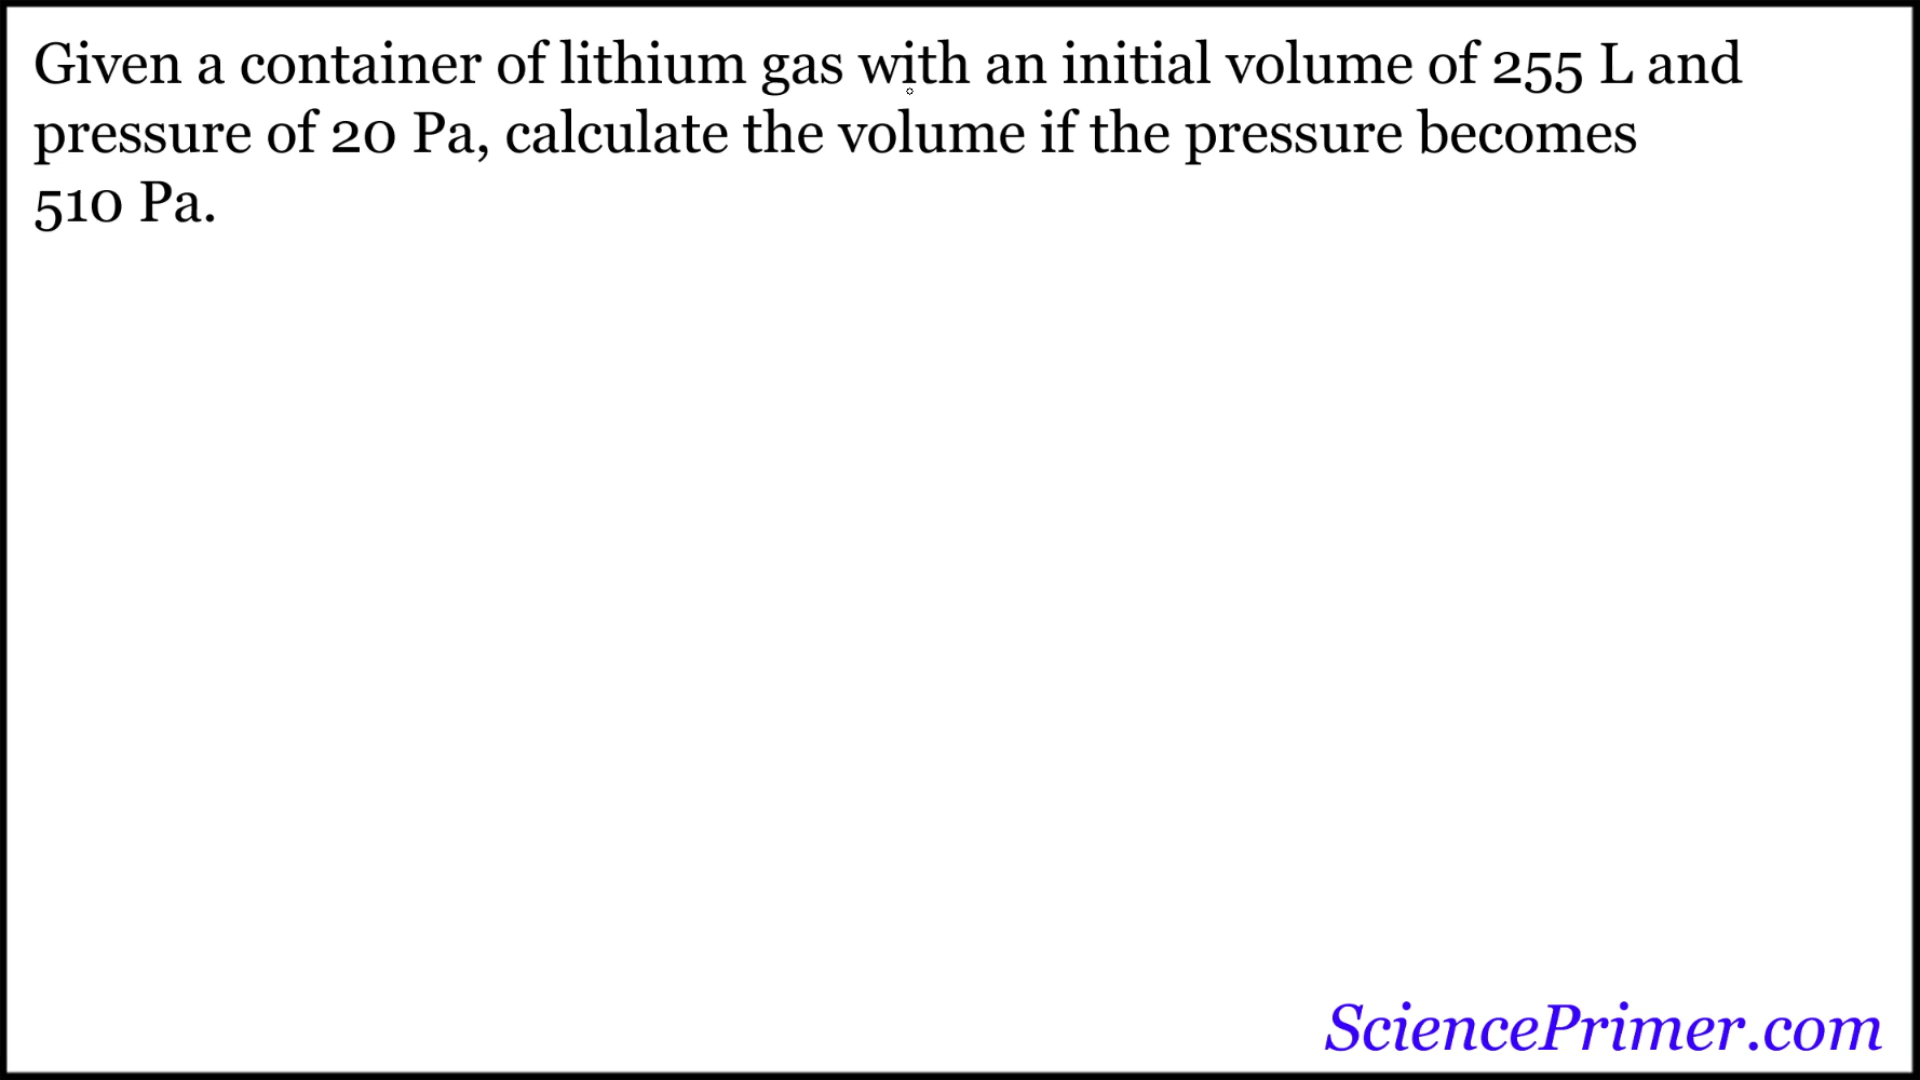 Given a container of lithium gas with an initial volume of 255 L and
pressure of 20 Pa, calculate the volume if the pressure becomes
510 Pa.
SciencePrimer.com